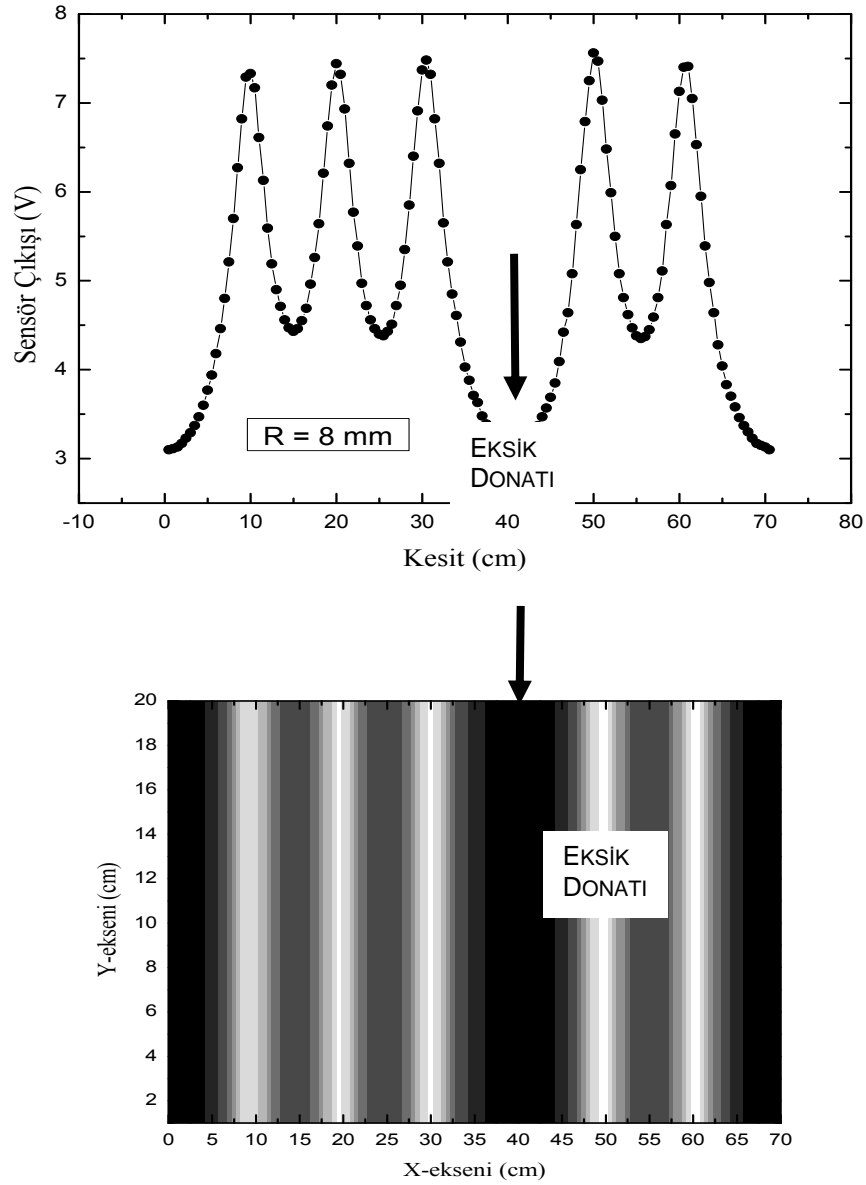 8
7
6
5
4
3
Sensör Çıkışı (V)
R = 8 mm
EKSİK
DONATI
-10 0 10 20 30 40 50 60 70 80
Kesit (cm)
20
18
16
14
12
10
8
6
4
2
Y-ekseni (cm)
EKSİK
DONATI
0 5 10 15 20 25 30 35 40 45 50 55 60 65 70
X-ekseni (cm)